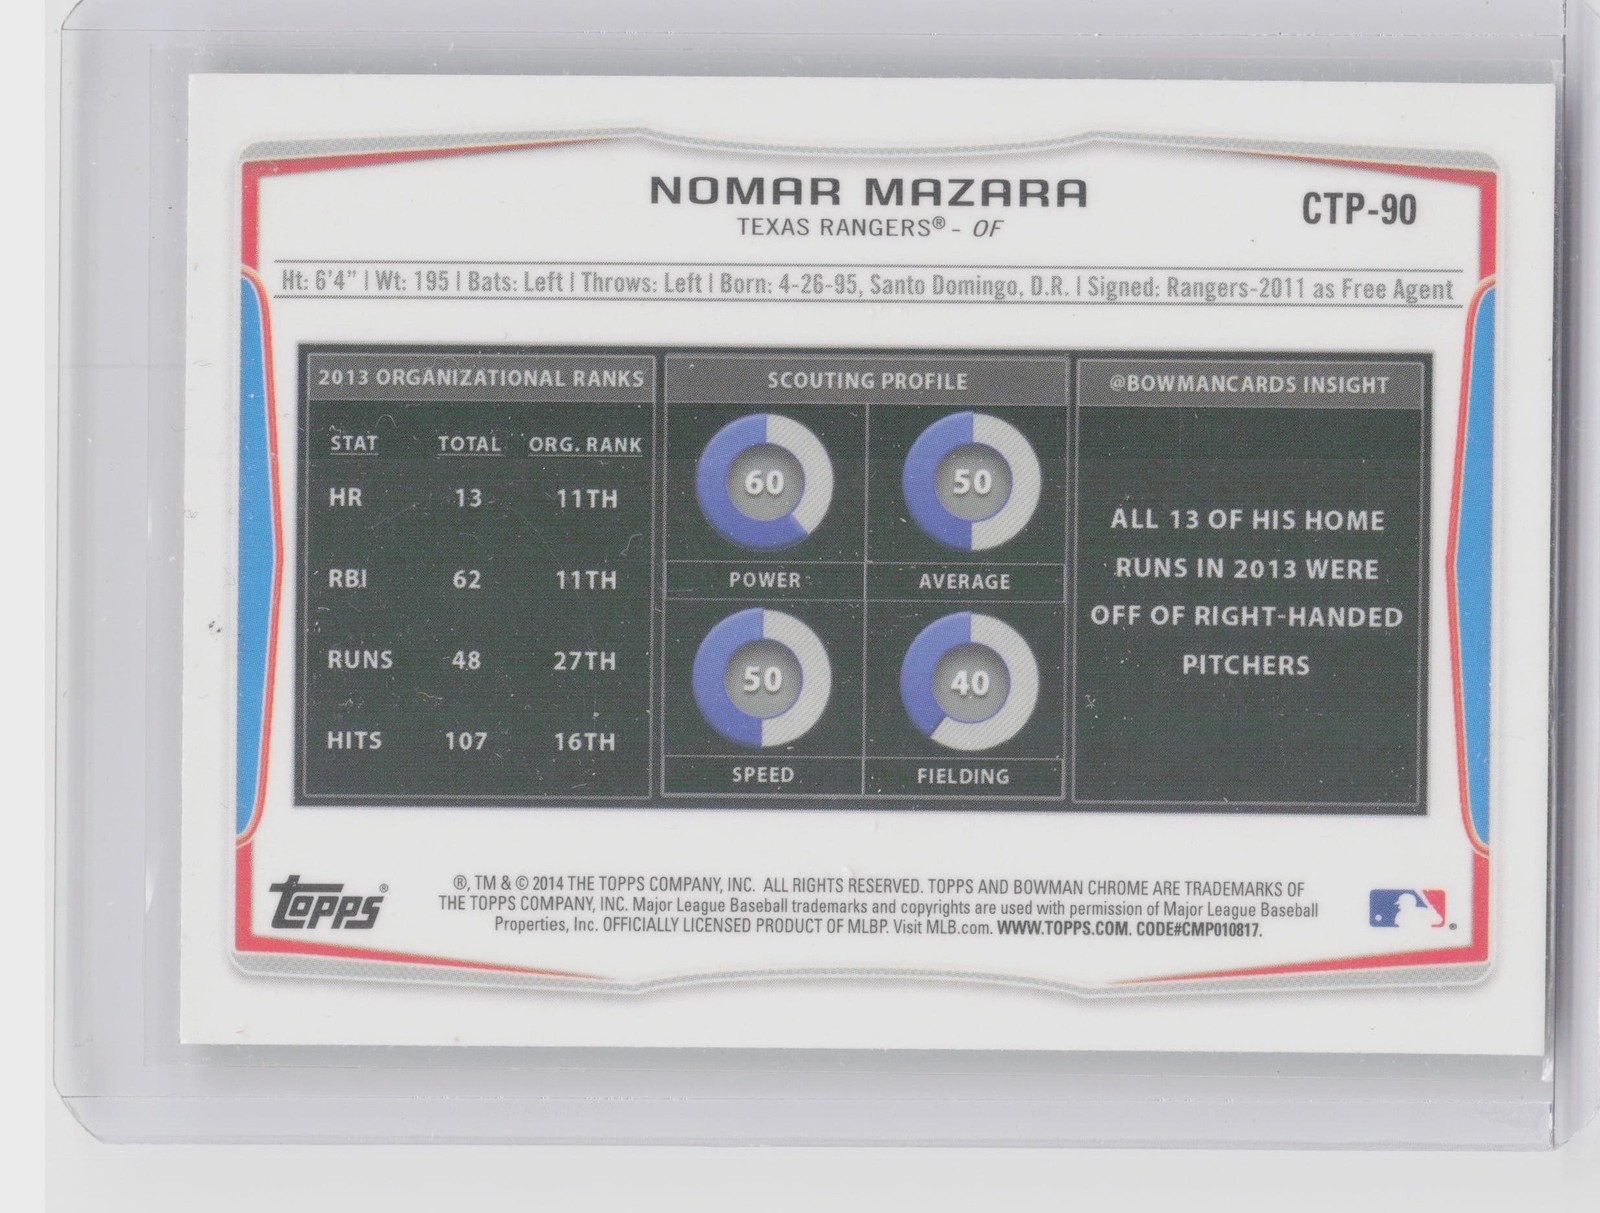 NOMAR MAZARA
CTP-90
TEXAS RANGERS® - OF
Ht: 6'4" | Wt: 195 | Bats: Left | Throws: Left | Born: 4-26-95, Santo Domingo, D.R. | Signed: Rangers-2011 as Free Agent
2013 ORGANIZATIONAL RANKS
STAT TOTAL ORG. RANK
HR 13 11TH
RBI 62 11TH
RUNS 48 27TH
HITS 107 16TH
SCOUTING PROFILE
60 50
POWER AVERAGE
50 40
SPEED FIELDING
@BOWMANCARDS INSIGHT
ALL 13 OF HIS HOME
RUNS IN 2013 WERE
OFF OF RIGHT-HANDED
PITCHERS
Topps®
®, TM & © 2014 THE TOPPS COMPANY, INC. ALL RIGHTS RESERVED. TOPPS AND BOWMAN CHROME ARE TRADEMARKS OF
THE TOPPS COMPANY, INC. Major League Baseball trademarks and copyrights are used with permission of Major League Baseball
Properties, Inc. OFFICIALLY LICENSED PRODUCT OF MLBP. Visit MLB.com. WWW.TOPPS.COM. CODE#CMP010817.